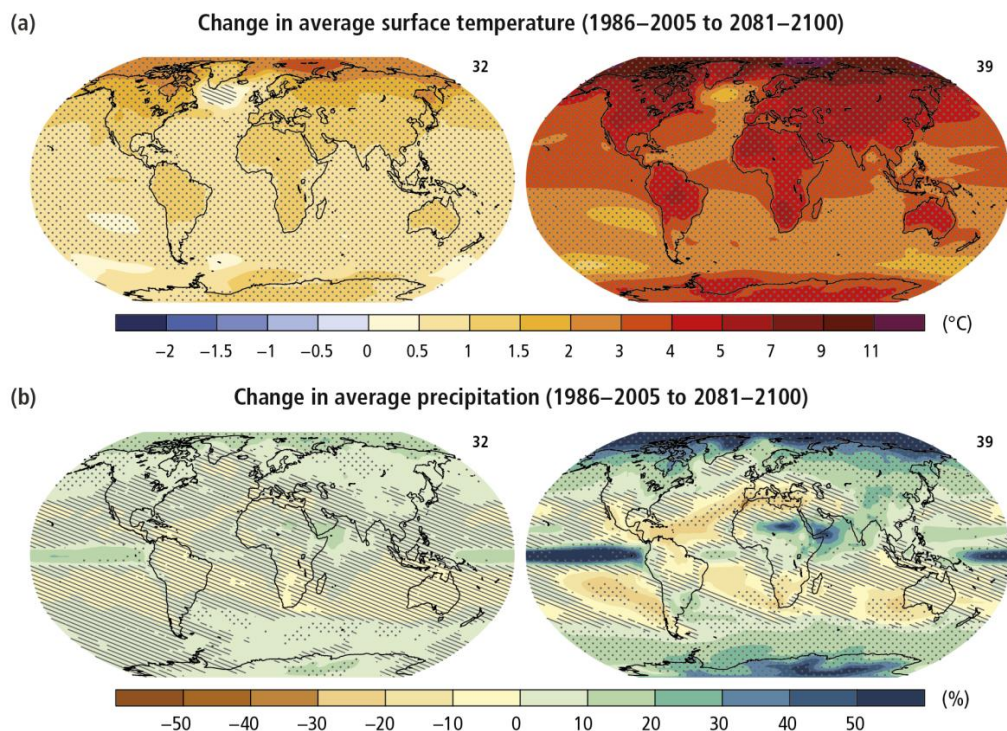 (a) Change in average surface temperature (1986–2005 to 2081–2100)
32 39
(°C)
−2 −1.5 −1 −0.5 0 0.5 1 1.5 2 3 4 5 7 9 11
(b) Change in average precipitation (1986–2005 to 2081–2100)
32 39
(%)
−50 −40 −30 −20 −10 0 10 20 30 40 50